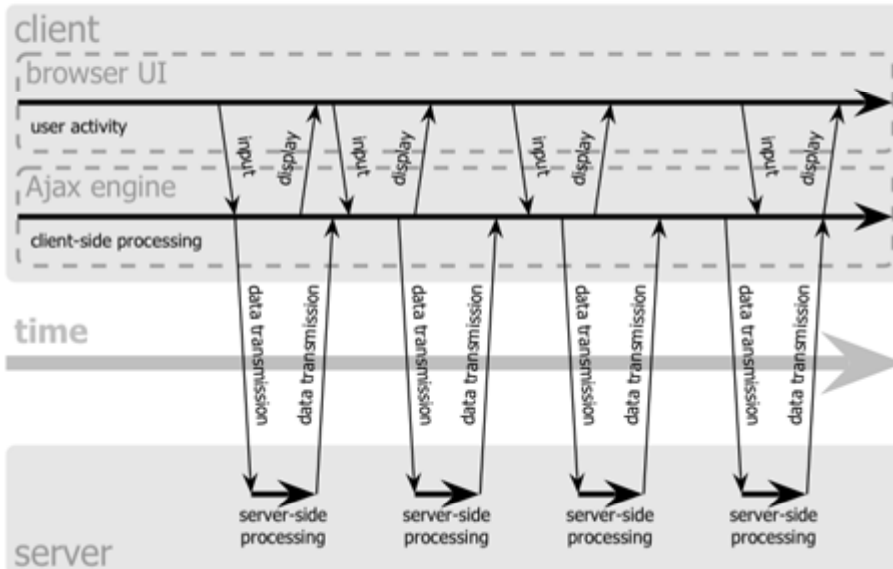 client
browser UI
user activity
input
display
input
display
input
display
input
display
Ajax engine
client-side processing
data transmission
data transmission
data transmission
data transmission
data transmission
data transmission
data transmission
data transmission
time
server-side
processing
server-side
processing
server-side
processing
server-side
processing
server